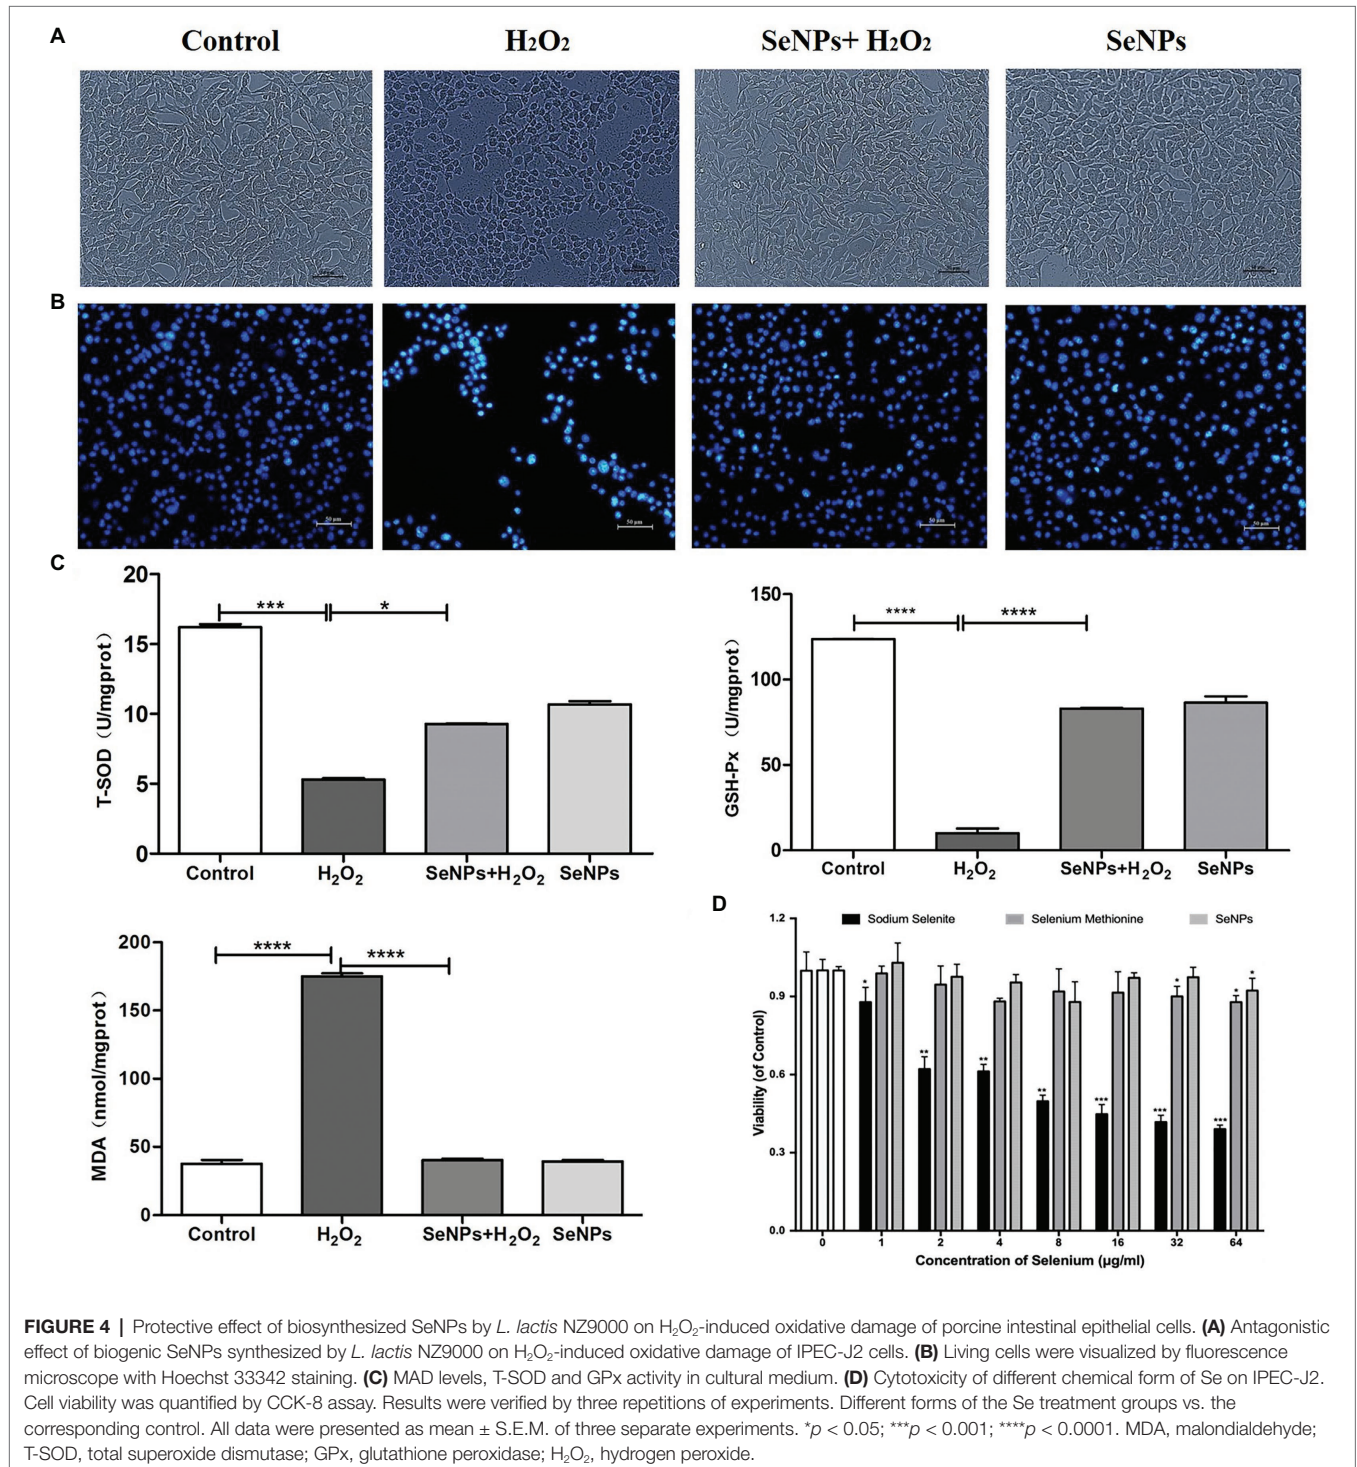 A
Control
H2O2
SeNPs+ H2O2
SeNPs
B
50 μm
50 μm
50 μm
50 μm
C
T-SOD (U/mgprot)
20
15
10
5
0
***
*
Control
H2O2
SeNPs+H2O2
SeNPs
GSH-Px (U/mgprot)
150
100
50
0
****
****
Control
H2O2
SeNPs+H2O2
SeNPs
MDA (nmol/mgprot)
200
150
100
50
0
****
****
Control
H2O2
SeNPs+H2O2
SeNPs
D
Sodium Selenite
Selenium Methionine
SeNPs
Viability (of Control)
1.2
0.9
0.6
0.3
0.0
*
**
**
**
***
***
*
***
*
*
0 1 2 4 8 16 32 64
Concentration of Selenium (μg/ml)
FIGURE 4 | Protective effect of biosynthesized SeNPs by L. lactis NZ9000 on H2O2-induced oxidative damage of porcine intestinal epithelial cells. (A) Antagonistic
effect of biogenic SeNPs synthesized by L. lactis NZ9000 on H2O2-induced oxidative damage of IPEC-J2 cells. (B) Living cells were visualized by fluorescence
microscope with Hoechst 33342 staining. (C) MAD levels, T-SOD and GPx activity in cultural medium. (D) Cytotoxicity of different chemical form of Se on IPEC-J2.
Cell viability was quantified by CCK-8 assay. Results were verified by three repetitions of experiments. Different forms of the Se treatment groups vs. the
corresponding control. All data were presented as mean ± S.E.M. of three separate experiments. *p < 0.05; ***p < 0.001; ****p < 0.0001. MDA, malondialdehyde;
T-SOD, total superoxide dismutase; GPx, glutathione peroxidase; H2O2, hydrogen peroxide.